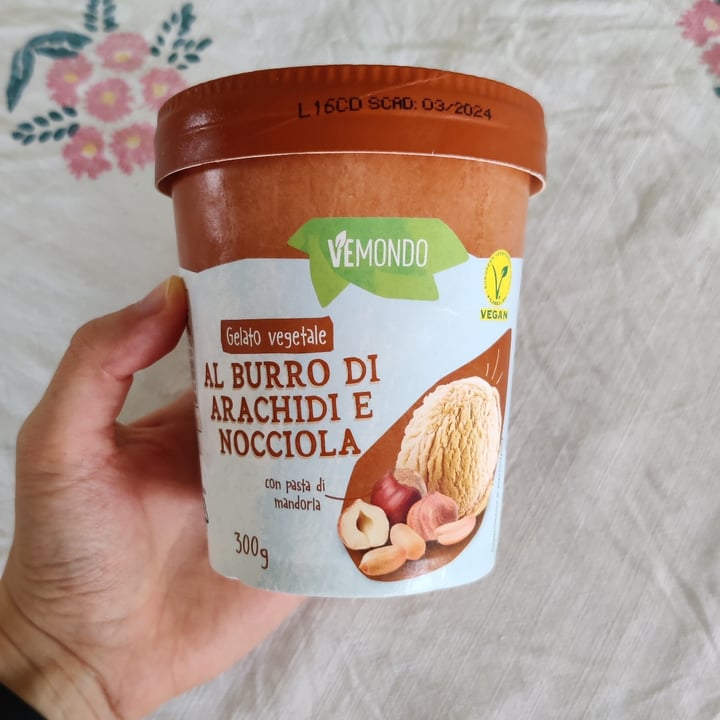 L16CD SCAD: 03/2024
VEMONDO
VEGAN
Gelato vegetale
AL BURRO DI
ARACHIDI E
NOCCIOLA
con pasta di
mandorla
300g